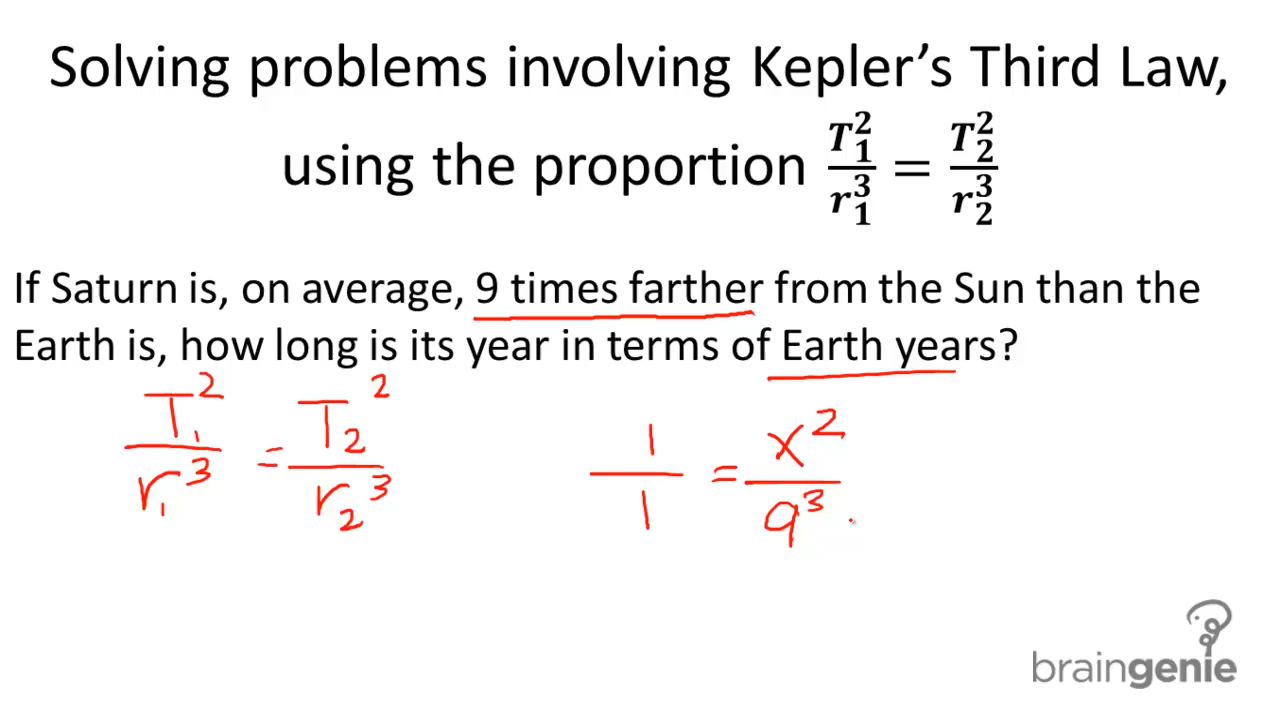 Solving problems involving Kepler's Third Law,
using the proportion T₁²/r₁³ = T₂²/r₂³
If Saturn is, on average, 9 times farther from the Sun than the
Earth is, how long is its year in terms of Earth years?
T₁²/r₁³ = T₂²/r₂³ 1/1 = x²/9³
braingenie